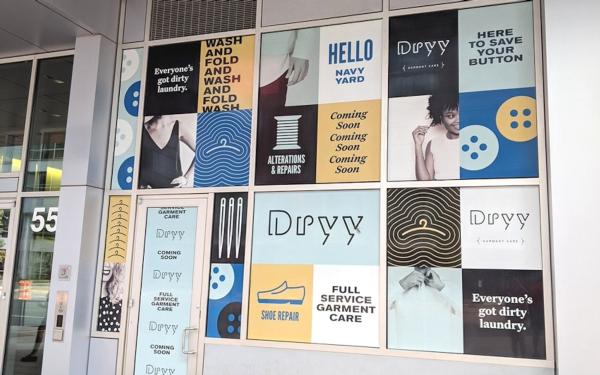 Everyone's
got dirty
laundry.
WASH
AND
FOLD
AND
WASH
AND
FOLD
WASH
HELLO
NAVY
YARD
ALTERATIONS
& REPAIRS
Coming
Soon
Coming
Soon
Coming
Soon
Dryy
{ GARMENT CARE }
HERE
TO SAVE
YOUR
BUTTON
55
SERVICE
GARMENT
CARE
Dryy
COMING
SOON
Dryy
FULL
SERVICE
GARMENT
CARE
Dryy
COMING
SOON
Dryy
Dryy
SHOE REPAIR
FULL
SERVICE
GARMENT
CARE
Dryy
{ GARMENT CARE }
Everyone's
got dirty
laundry.